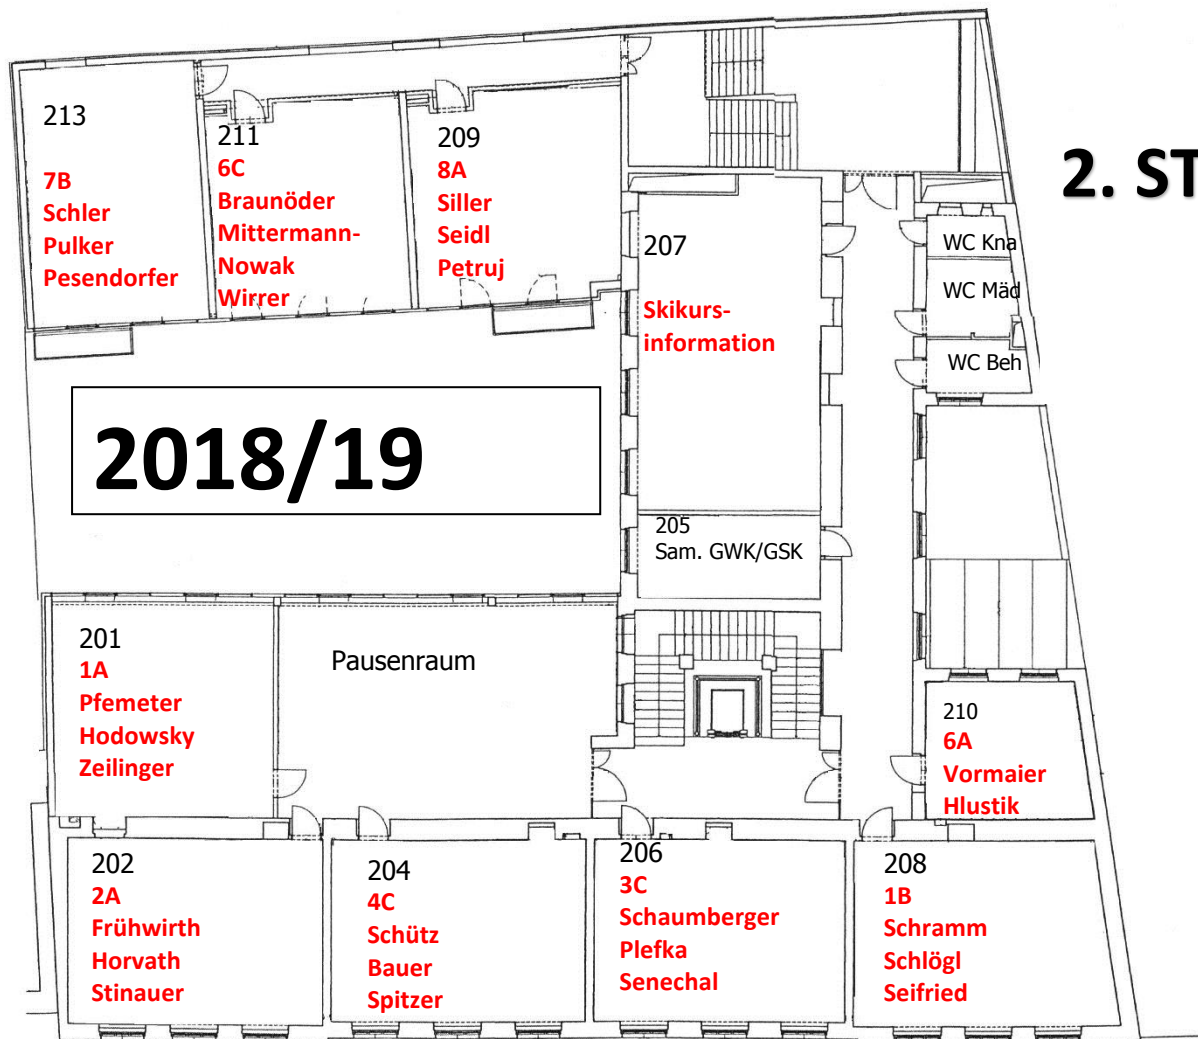 213
7B
Schler
Pulker
Pesendorfer
211
6C
Braunöder
Mittermann-
Nowak
Wirrer
209
8A
Siller
Seidl
Petruj
207
Skikurs-
information
2. ST
WC Kna
WC Mäd
WC Beh
2018/19
205
Sam. GWK/GSK
201
1A
Pfemeter
Hodowsky
Zeilinger
Pausenraum
210
6A
Vormaier
Hlustik
202
2A
Frühwirth
Horvath
Stinauer
204
4C
Schütz
Bauer
Spitzer
206
3C
Schaumberger
Plefka
Senechal
208
1B
Schramm
Schlögl
Seifried